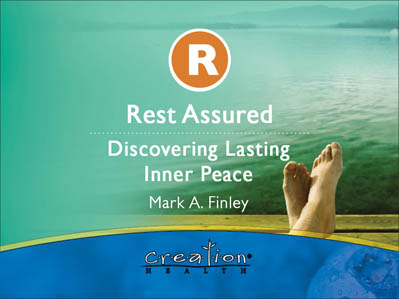 R
Rest Assured
Discovering Lasting
Inner Peace
Mark A. Finley
creation®
HEALTH